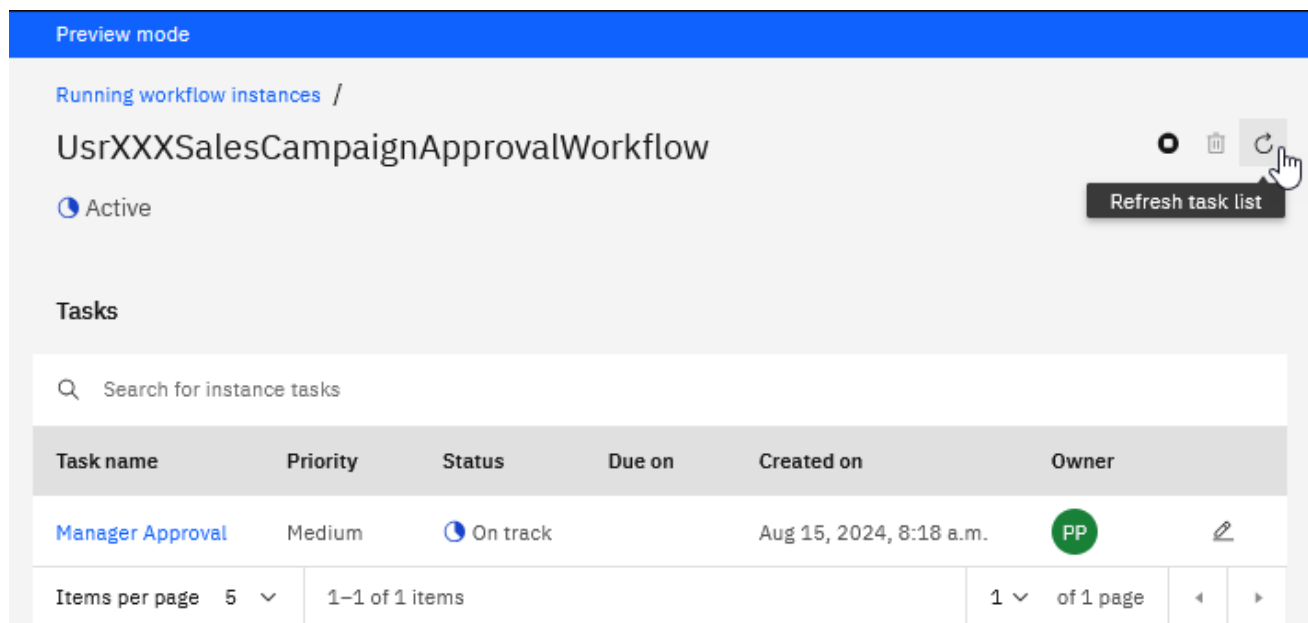 Preview mode
Running workflow instances /
UsrXXXSalesCampaignApprovalWorkflow
Active
Refresh task list
Tasks
Search for instance tasks
Task name Priority Status Due on Created on Owner
Manager Approval Medium On track Aug 15, 2024, 8:18 a.m. PP
Items per page 5 1–1 of 1 items 1 of 1 page